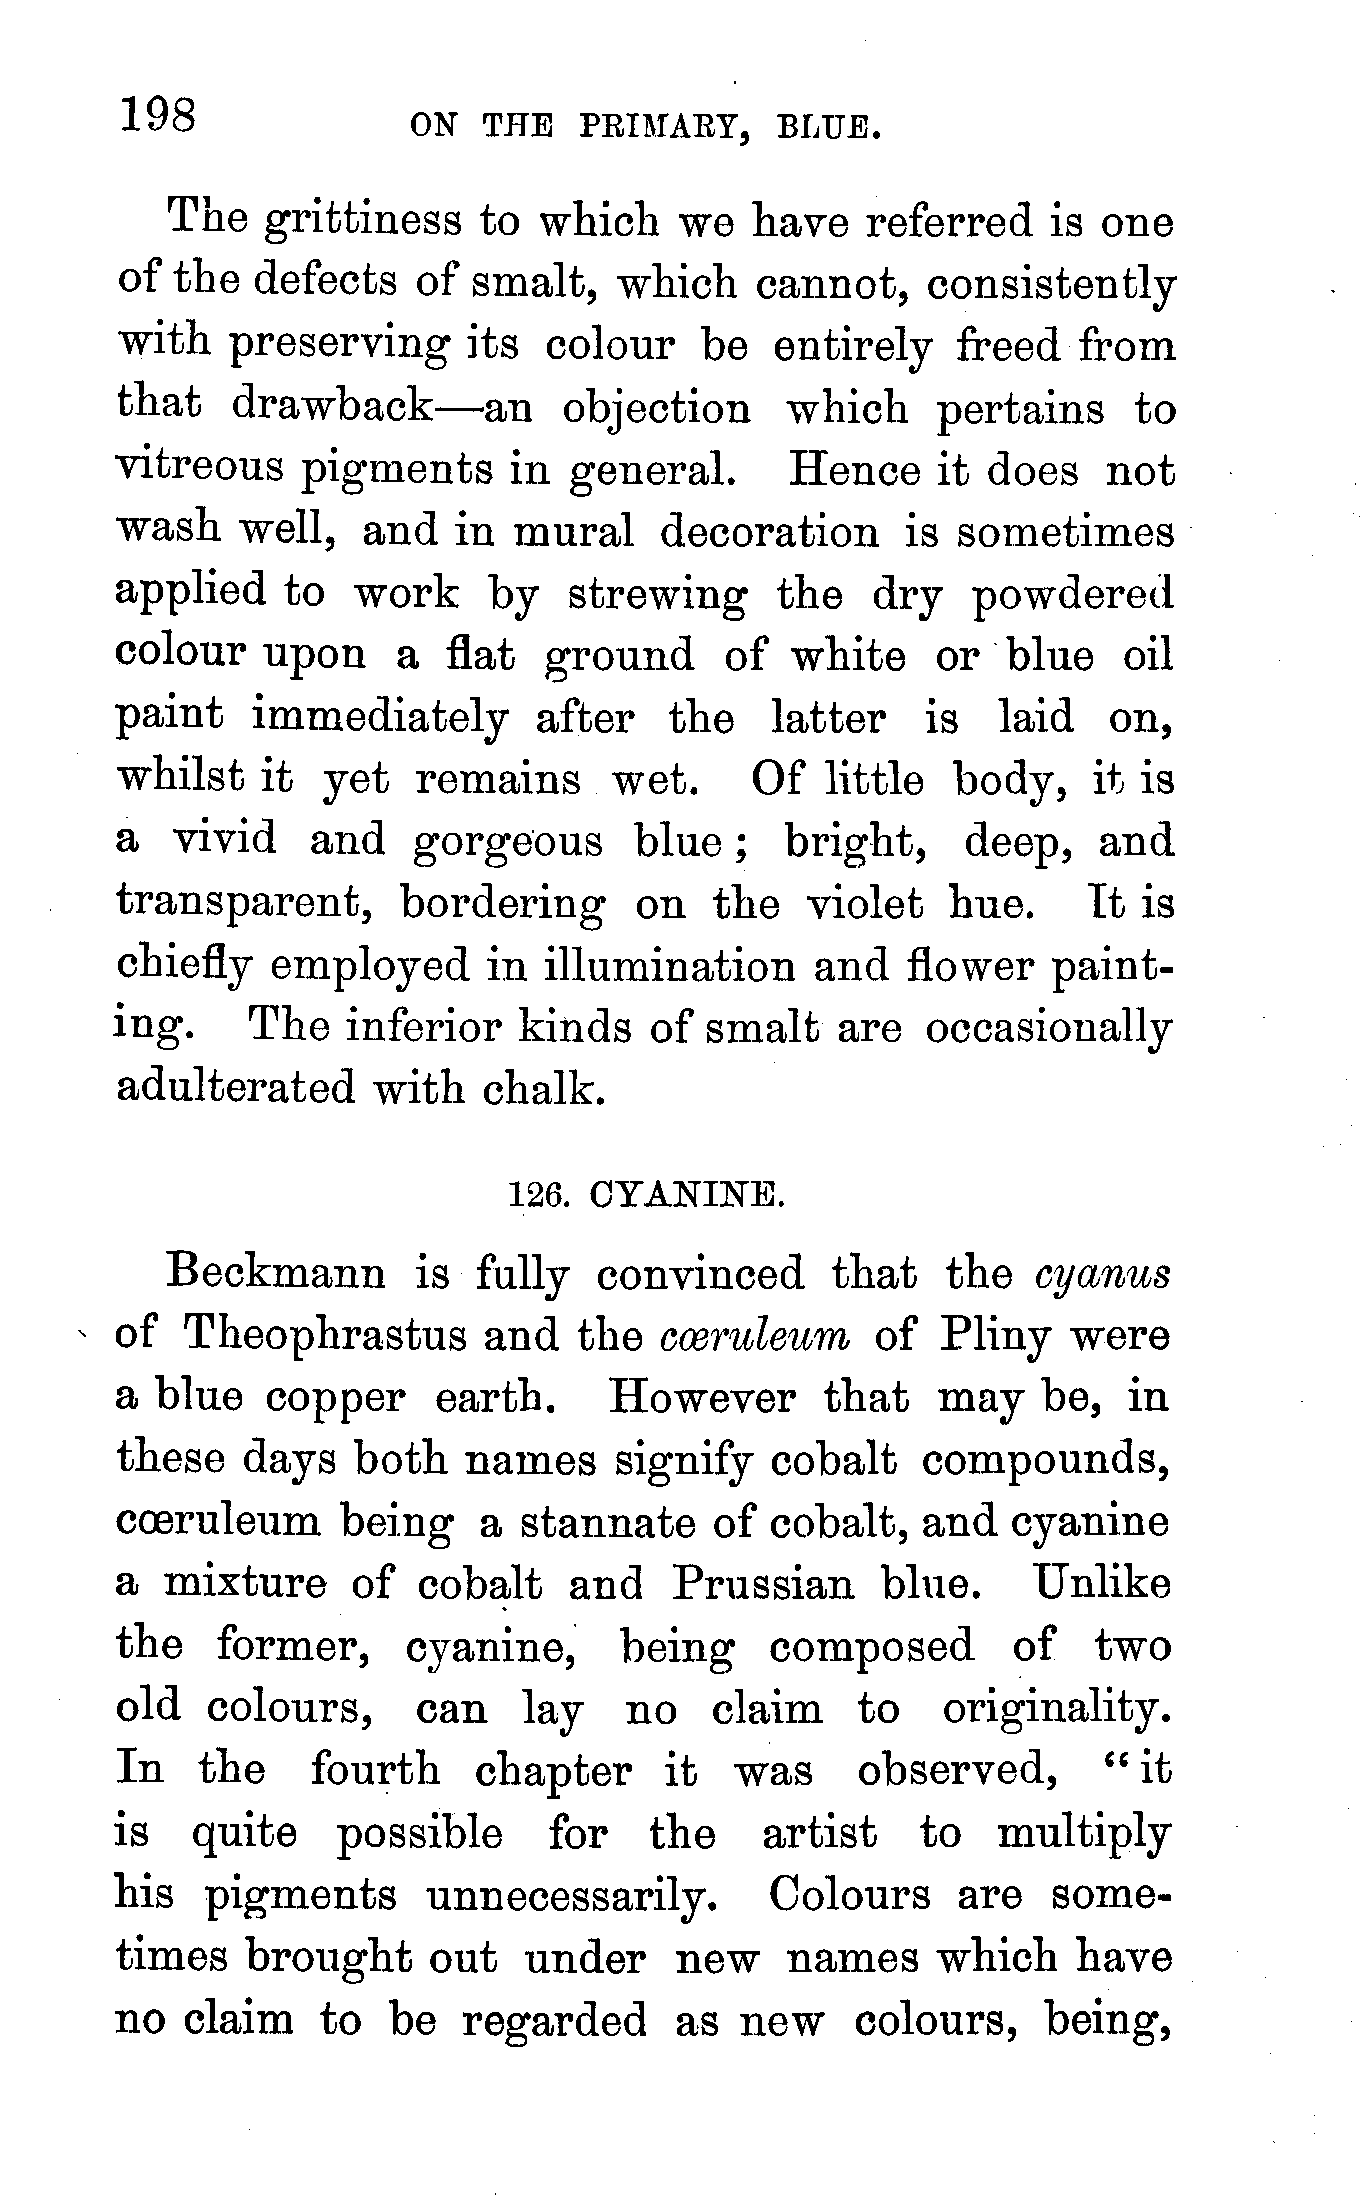 198
ON THE PRIMARY, BLUE.
The grittiness to which we have referred is one
of the defects of smalt, which cannot, consistently
with preserving its colour be entirely freed from
that drawback—an objection which pertains to
vitreous pigments in general. Hence it does not
wash well, and in mural decoration is sometimes
applied to work by strewing the dry powdered
colour upon a flat ground of white or blue oil
paint immediately after the latter is laid on,
whilst it yet remains wet. Of little body, it is
a vivid and gorgeous blue; bright, deep, and
transparent, bordering on the violet hue. It is
chiefly employed in illumination and flower paint-
ing. The inferior kinds of smalt are occasionally
adulterated with chalk.
126. CYANINE.
Beckmann is fully convinced that the cyanus
of Theophrastus and the cœruleum of Pliny were
a blue copper earth. However that may be, in
these days both names signify cobalt compounds,
cœruleum being a stannate of cobalt, and cyanine
a mixture of cobalt and Prussian blue. Unlike
the former, cyanine, being composed of two
old colours, can lay no claim to originality.
In the fourth chapter it was observed, “it
is quite possible for the artist to multiply
his pigments unnecessarily. Colours are some-
times brought out under new names which have
no claim to be regarded as new colours, being,